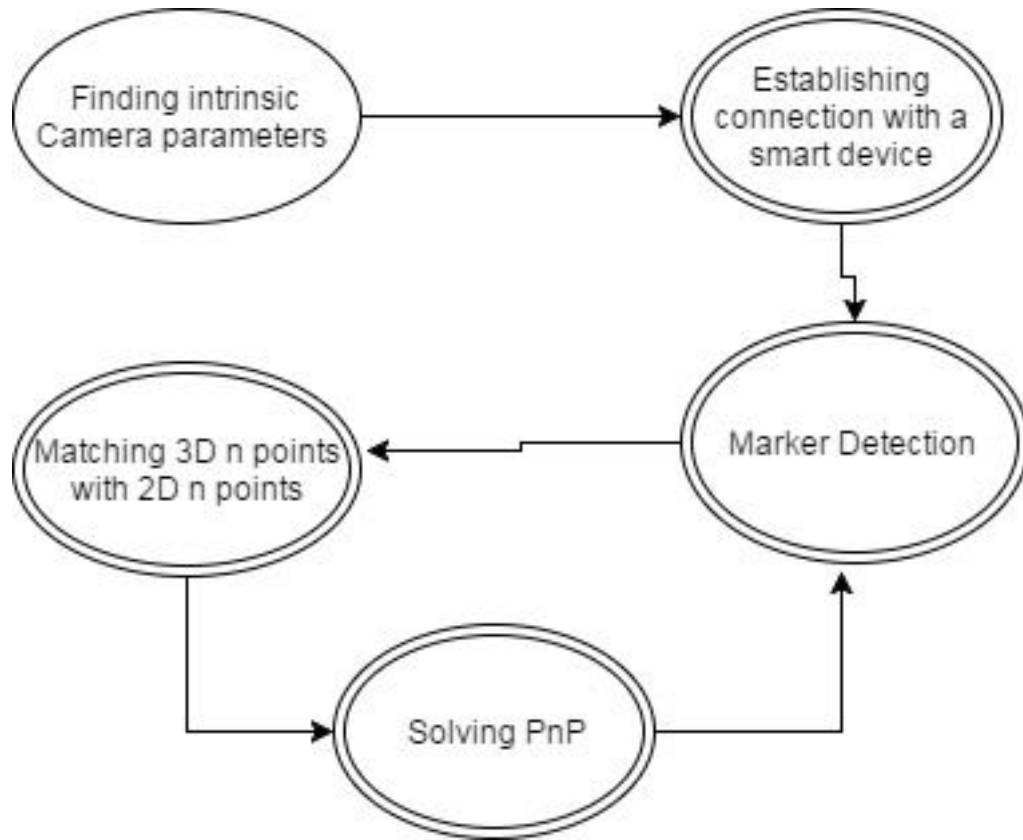 Finding intrinsic
Camera parameters
Establishing
connection with a
smart device
Marker Detection
Matching 3D n points
with 2D n points
Solving PnP